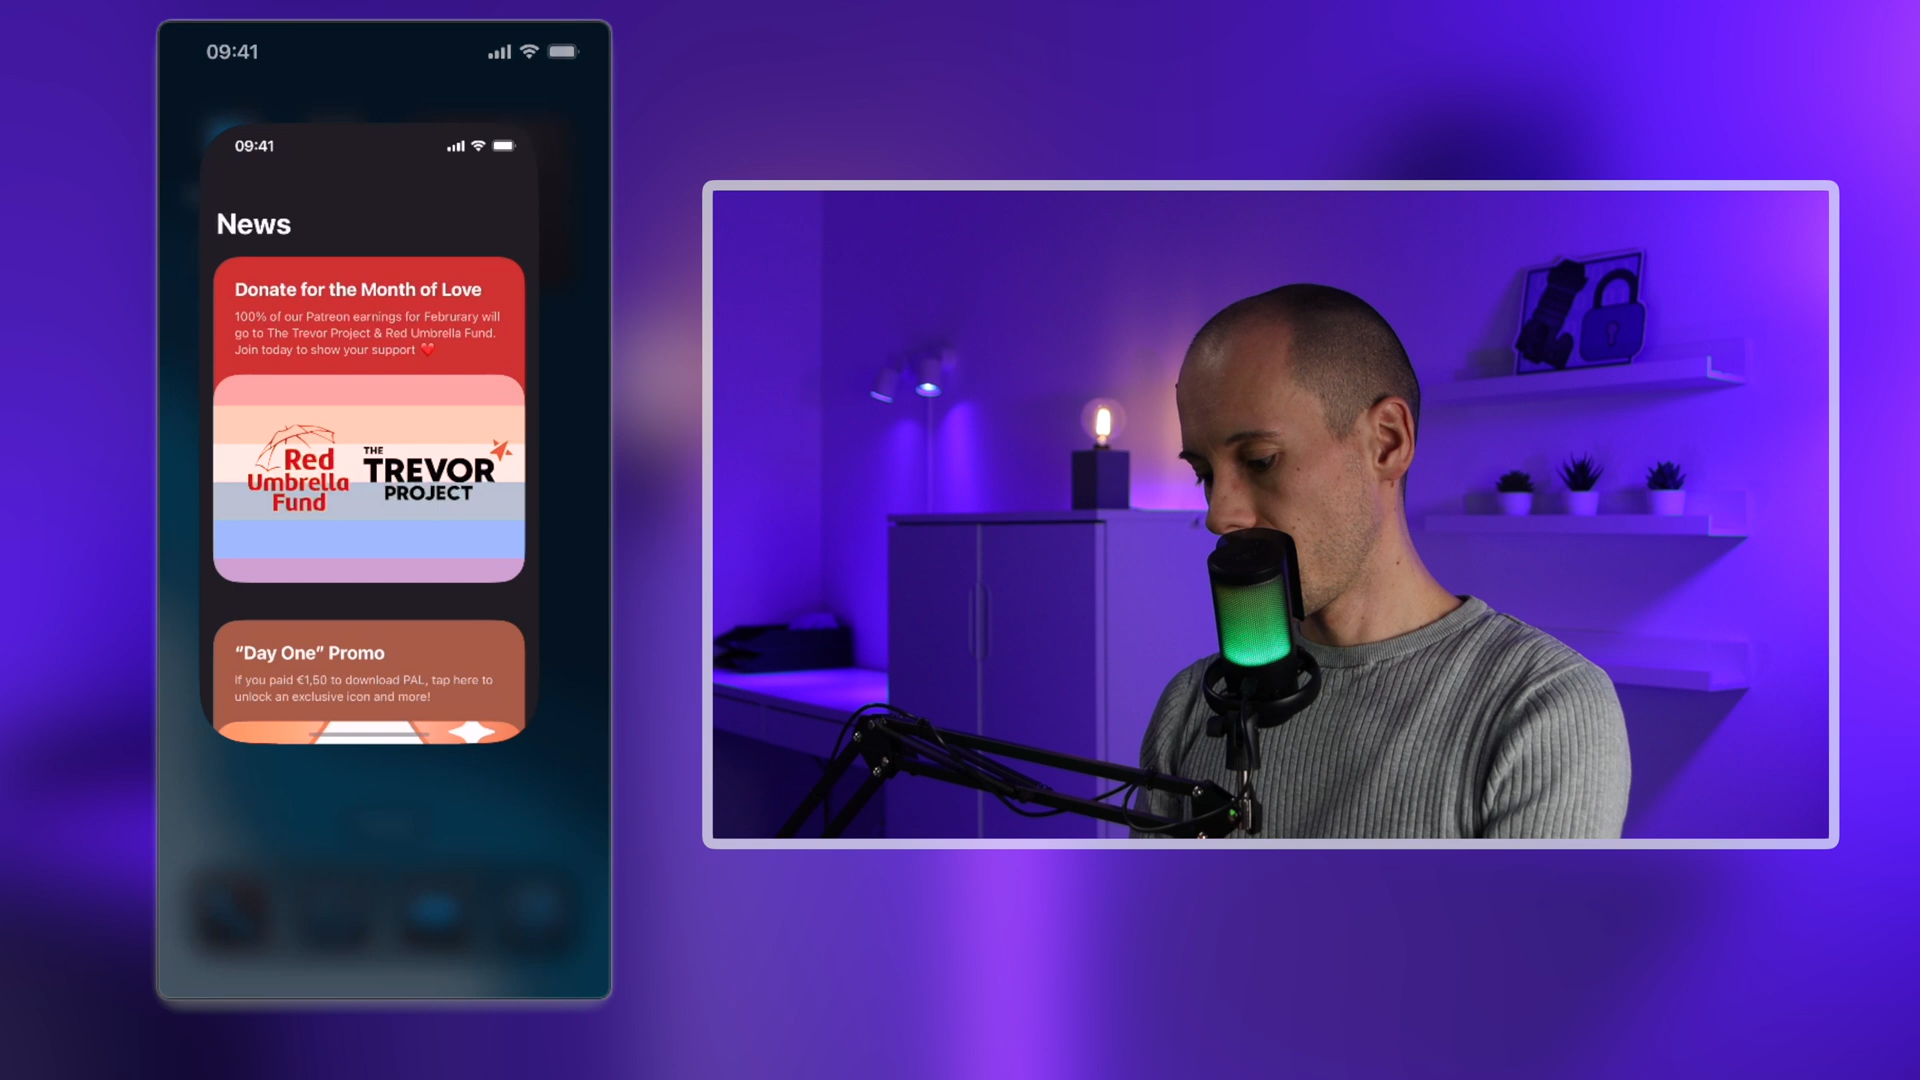 09:41
09:41
News
Donate for the Month of Love
100% of our Patreon earnings for Februrary will
go to The Trevor Project & Red Umbrella Fund.
Join today to show your support ❤️
Red
Umbrella
Fund
THE
TREVOR
PROJECT
“Day One” Promo
If you paid €1,50 to download PAL, tap here to
unlock an exclusive icon and more!